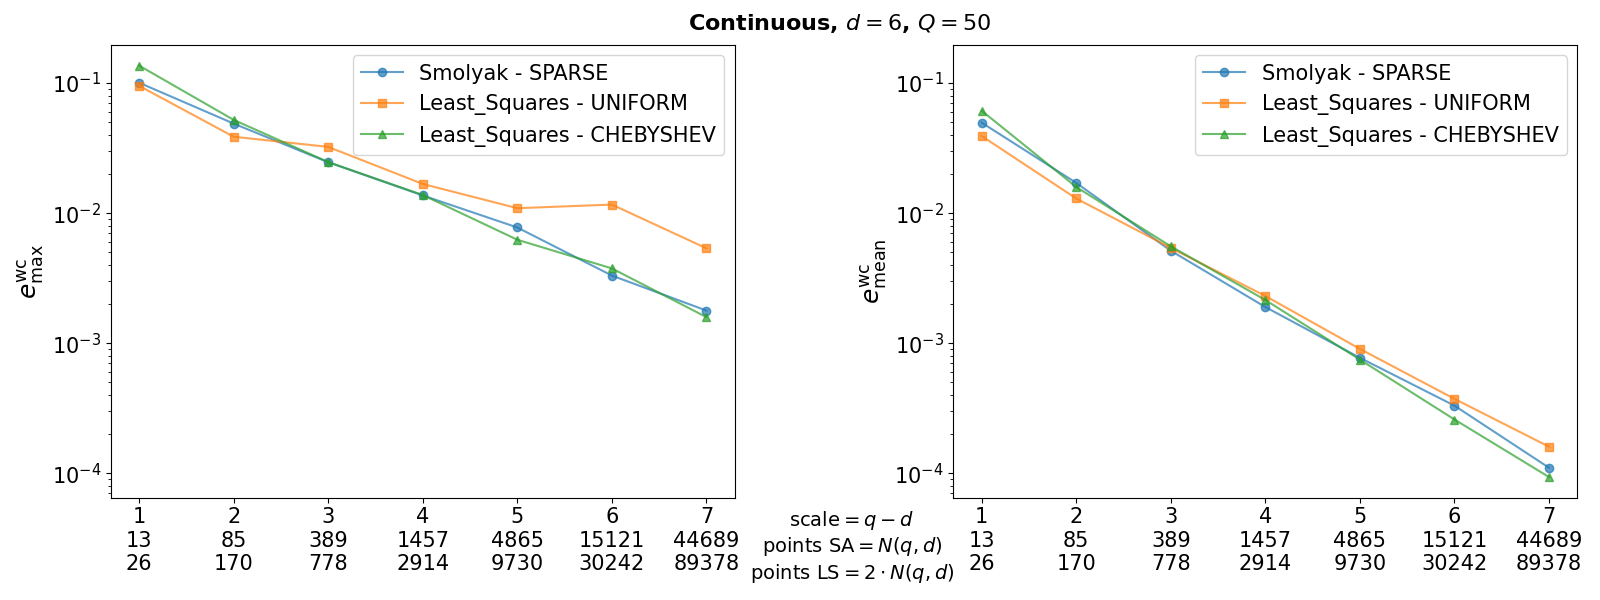 Continuous, d = 6, Q = 50
e^wc_max
10^−1
10^−2
10^−3
10^−4
Smolyak - SPARSE
Least_Squares - UNIFORM
Least_Squares - CHEBYSHEV
1 2 3 4 5 6 7
13 85 389 1457 4865 15121 44689
26 170 778 2914 9730 30242 89378
scale = q − d
points SA = N(q, d)
points LS = 2 · N(q, d)
e^wc_mean
10^−1
10^−2
10^−3
10^−4
Smolyak - SPARSE
Least_Squares - UNIFORM
Least_Squares - CHEBYSHEV
1 2 3 4 5 6 7
13 85 389 1457 4865 15121 44689
26 170 778 2914 9730 30242 89378